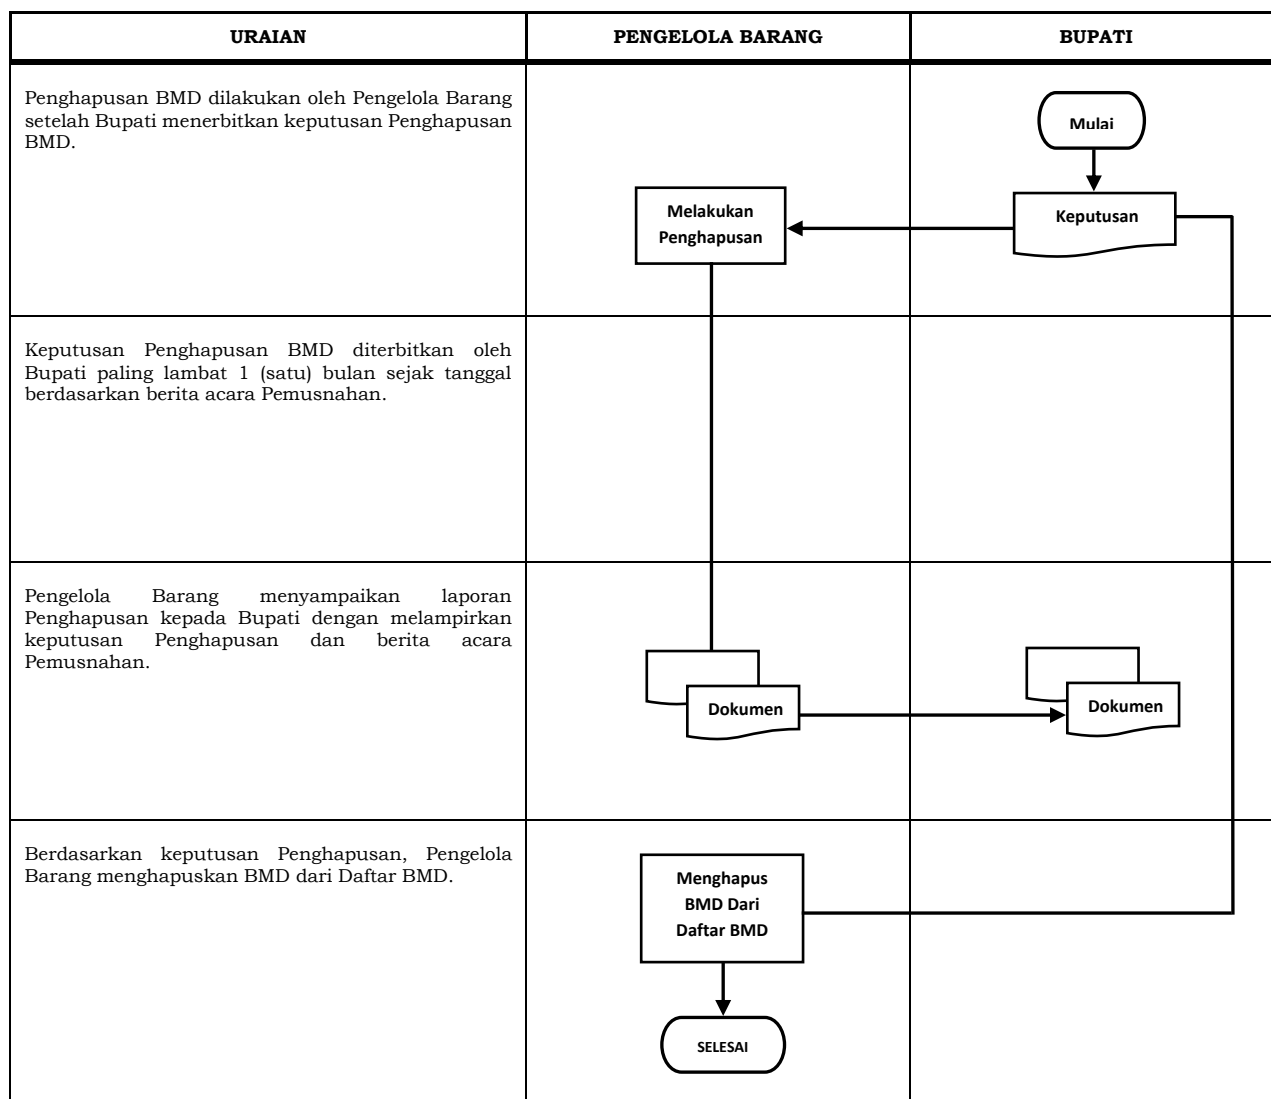 URAIAN
PENGELOLA BARANG
BUPATI
Penghapusan BMD dilakukan oleh Pengelola Barang
setelah Bupati menerbitkan keputusan Penghapusan
BMD.
Mulai
Melakukan
Penghapusan
Keputusan
Keputusan Penghapusan BMD diterbitkan oleh
Bupati paling lambat 1 (satu) bulan sejak tanggal
berdasarkan berita acara Pemusnahan.
Pengelola Barang menyampaikan laporan
Penghapusan kepada Bupati dengan melampirkan
keputusan Penghapusan dan berita acara
Pemusnahan.
Dokumen
Dokumen
Berdasarkan keputusan Penghapusan, Pengelola
Barang menghapuskan BMD dari Daftar BMD.
Menghapus
BMD Dari
Daftar BMD
SELESAI